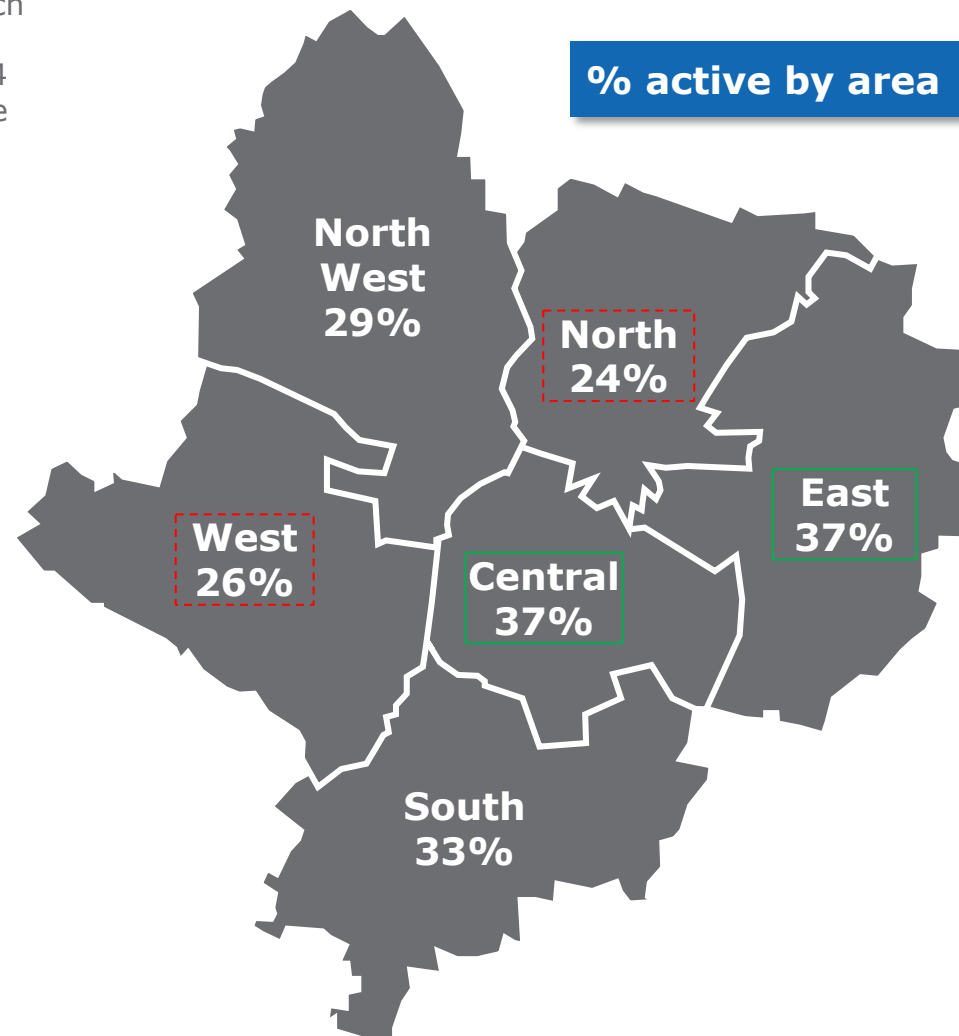 % active by area
North
West
29%
North
24%
East
37%
West
26%
Central
37%
South
33%